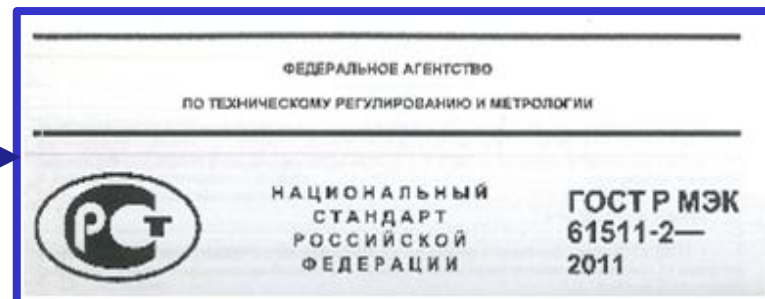 ФЕДЕРАЛЬНОЕ АГЕНТСТВО
ПО ТЕХНИЧЕСКОМУ РЕГУЛИРОВАНИЮ И МЕТРОЛОГИИ
РСТ
НАЦИОНАЛЬНЫЙ
СТАНДАРТ
РОССИЙСКОЙ
ФЕДЕРАЦИИ
ГОСТ Р МЭК
61511-2—
2011